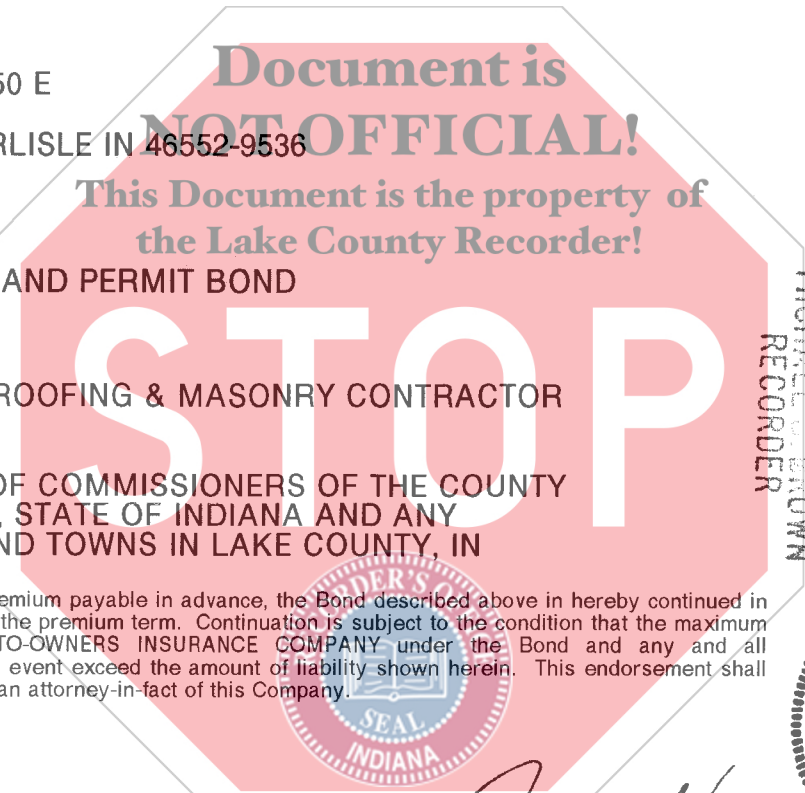 Document is
50 E
RLISLE IN 46552-9536
NOT OFFICIAL!
This Document is the property of
the Lake County Recorder!
AND PERMIT BOND
STOP
ROOFING & MASONRY CONTRACTOR
RECORDER
BROWN
OF COMMISSIONERS OF THE COUNTY
, STATE OF INDIANA AND ANY
ND TOWNS IN LAKE COUNTY, IN
emium payable in advance, the Bond described above in hereby continued in
the premium term. Continuation is subject to the condition that the maximum
TO-OWNERS INSURANCE COMPANY under the Bond and any and all
event exceed the amount of liability shown herein. This endorsement shall
an attorney-in-fact of this Company.
SEAL
INDIANA